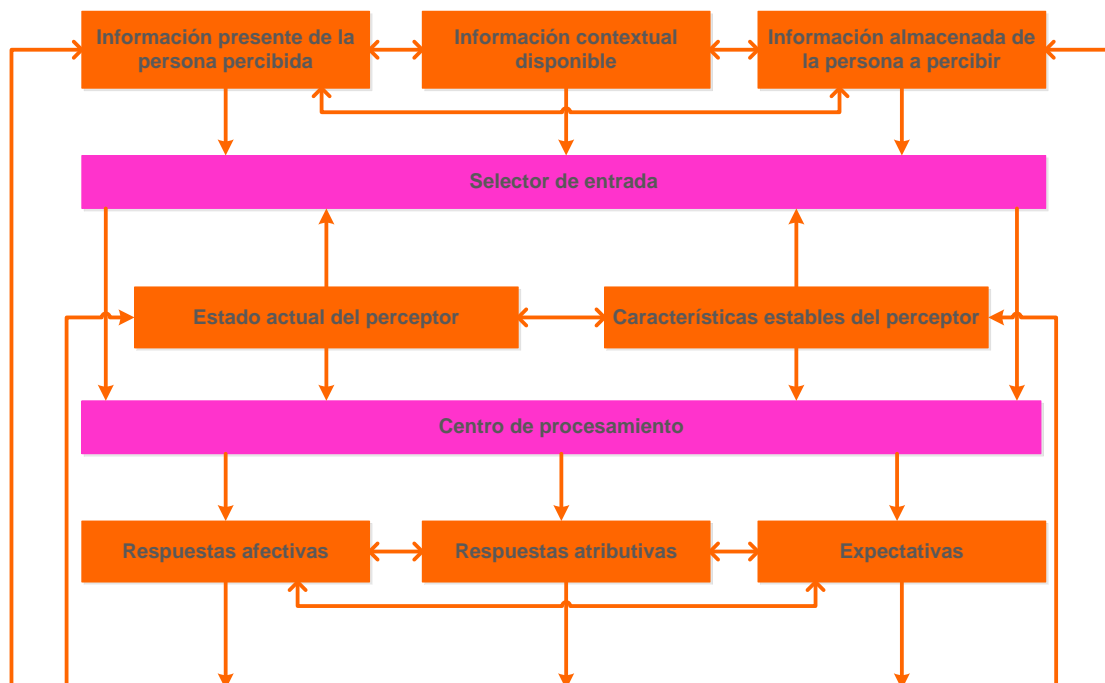 Información presente de la
persona percibida
Información contextual
disponible
Información almacenada de
la persona a percibir
Selector de entrada
Estado actual del perceptor
Carácterísticas estables del perceptor
Centro de procesamiento
Respuestas afectivas
Respuestas atributivas
Expectativas